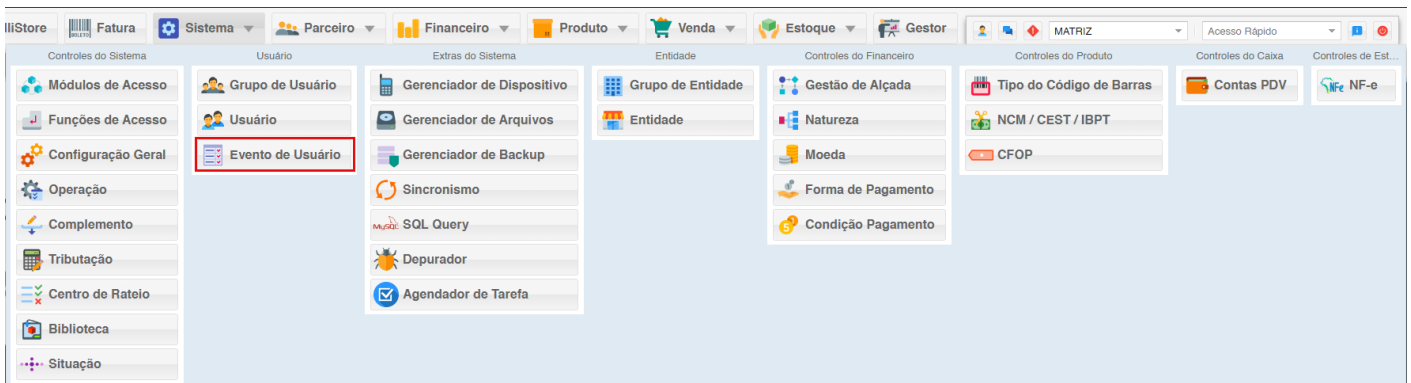 lliStore Fatura Sistema Parceiro Financeiro Produto Venda Estoque Gestor MATRIZ Acesso Rápido
Controles do Sistema
Módulos de Acesso
Funções de Acesso
Configuração Geral
Operação
Complemento
Tributação
Centro de Rateio
Biblioteca
Situação
Usuário
Grupo de Usuário
Usuário
Evento de Usuário
Extras do Sistema
Gerenciador de Dispositivo
Gerenciador de Arquivos
Gerenciador de Backup
Sincronismo
MySQL SQL Query
Depurador
Agendador de Tarefa
Entidade
Grupo de Entidade
Entidade
Controles do Financeiro
Gestão de Alçada
Natureza
Moeda
Forma de Pagamento
Condição Pagamento
Controles do Produto
Tipo do Código de Barras
NCM / CEST / IBPT
CFOP
Controles do Caixa
Contas PDV
Controles de Est...
NFe NF-e